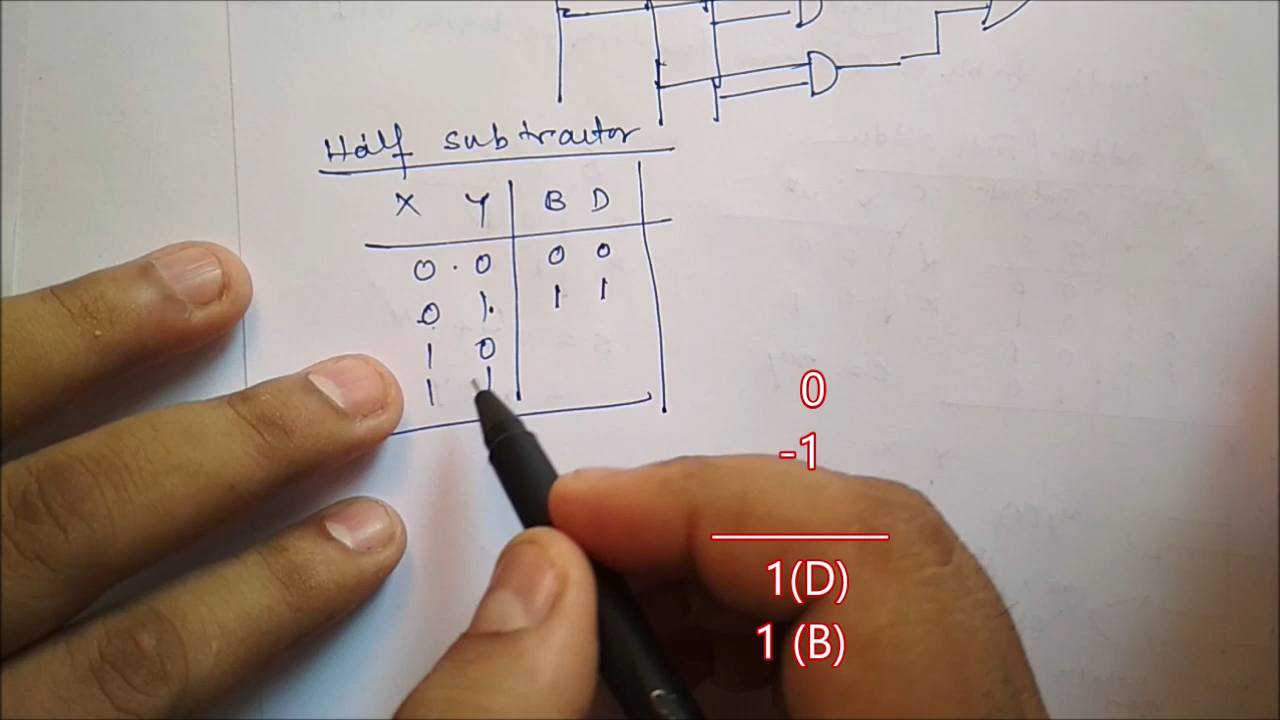 Half subtractor
X Y B D
0 0 0 0
0 1 1 1
1 0
1 1
0
-1
1(D)
1 (B)